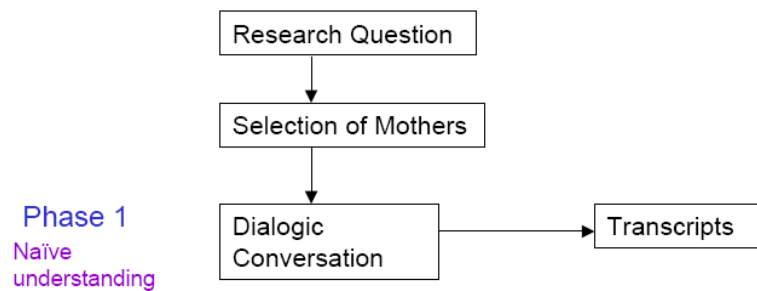 Research Question
Selection of Mothers
Phase 1
Naïve
understanding
Dialogic
Conversation
Transcripts